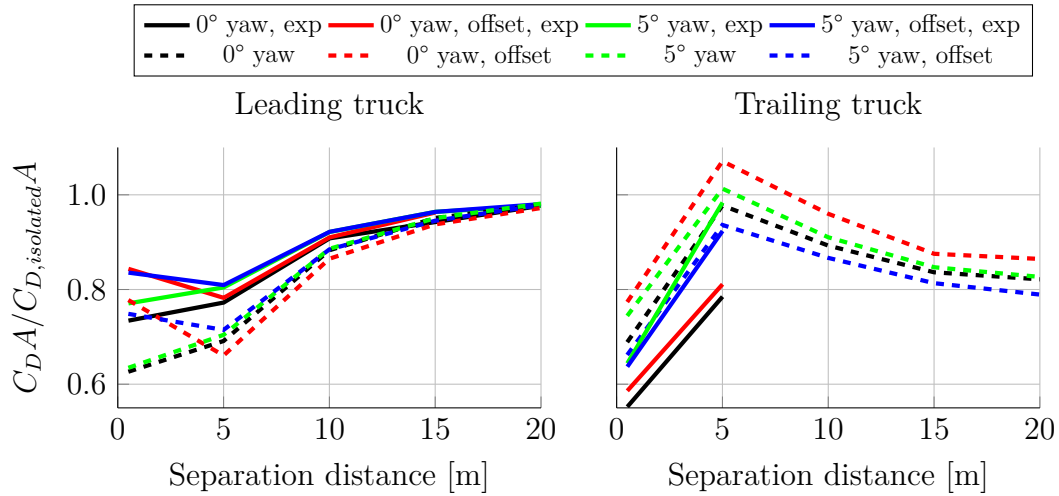 0° yaw, exp 0° yaw, offset, exp 5° yaw, exp 5° yaw, offset, exp
0° yaw 0° yaw, offset 5° yaw 5° yaw, offset
Leading truck Trailing truck
1.0
0.8
0.6
C_D A/C_{D,isolated} A
0 5 10 15 20 0 5 10 15 20
Separation distance [m] Separation distance [m]